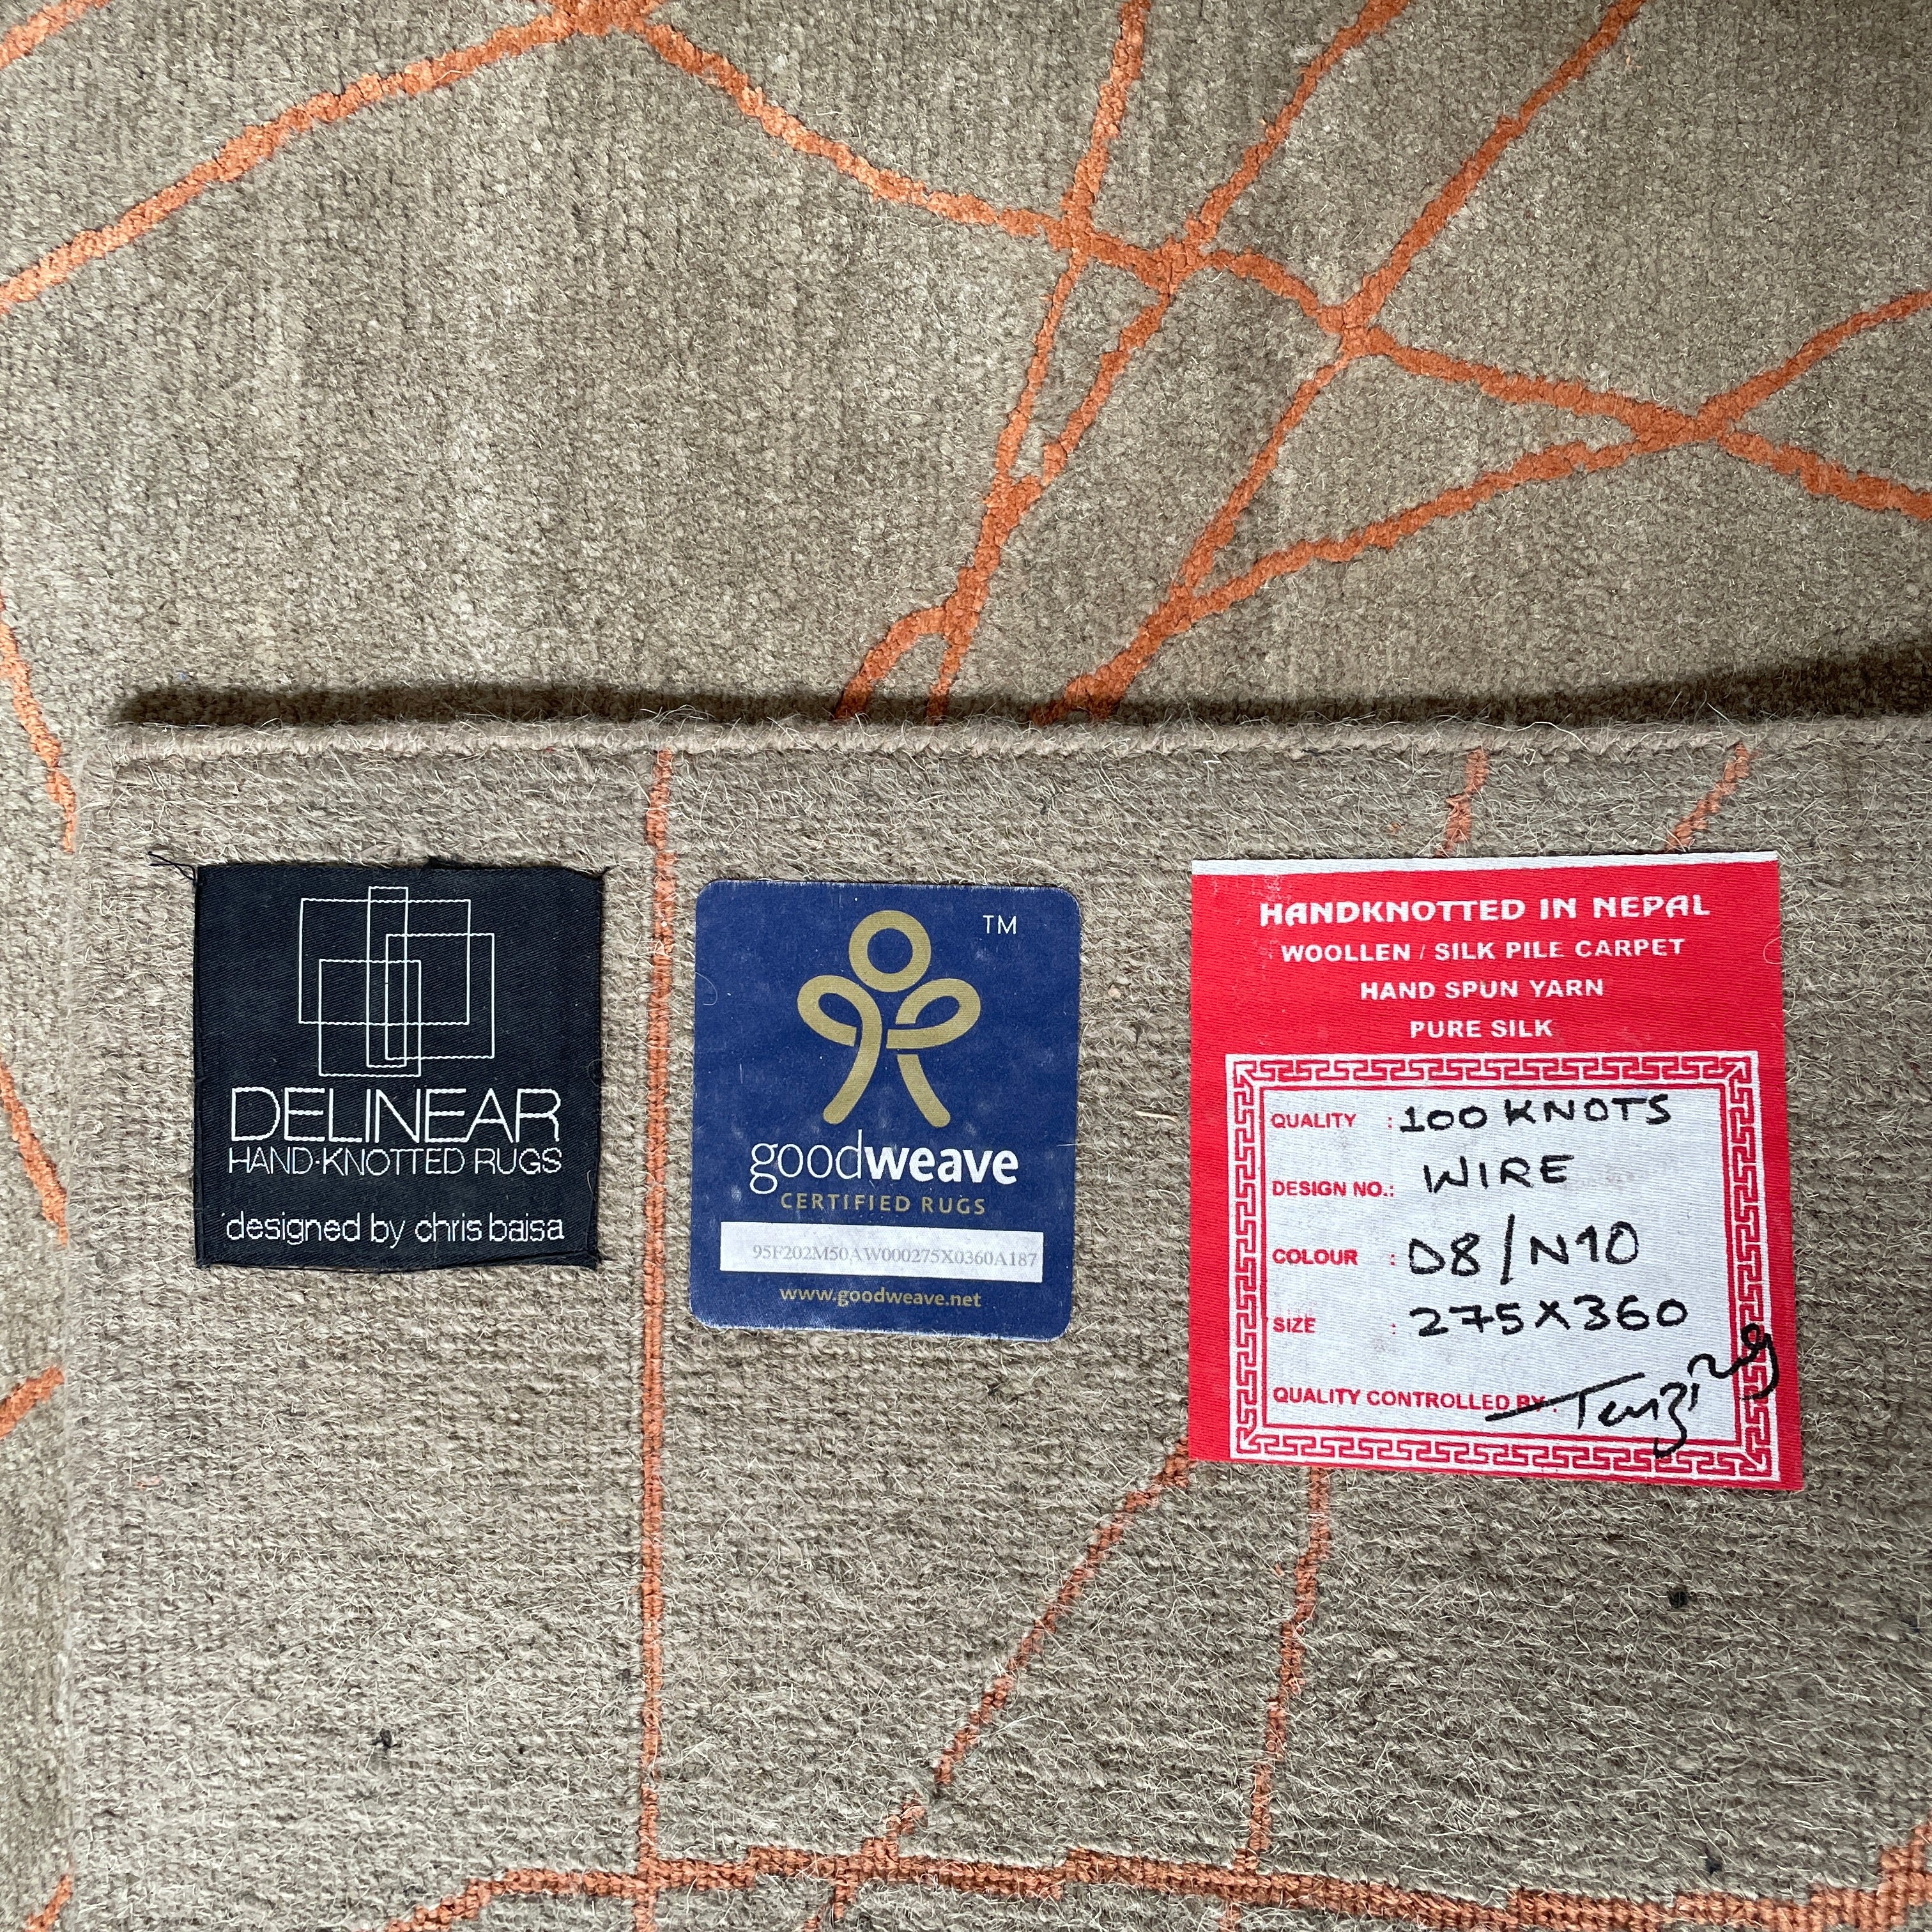 DELINEAR
HAND-KNOTTED RUGS
designed by chris baisa
TM
goodweave
CERTIFIED RUGS
95F202M50AW000275X0360A187
www.goodweave.net
HANDKNOTTED IN NEPAL
WOOLLEN / SILK PILE CARPET
HAND SPUN YARN
PURE SILK
QUALITY : 100 KNOTS
DESIGN NO.: WIRE
COLOUR : D8/N10
SIZE : 275X360
QUALITY CONTROLLED BY :